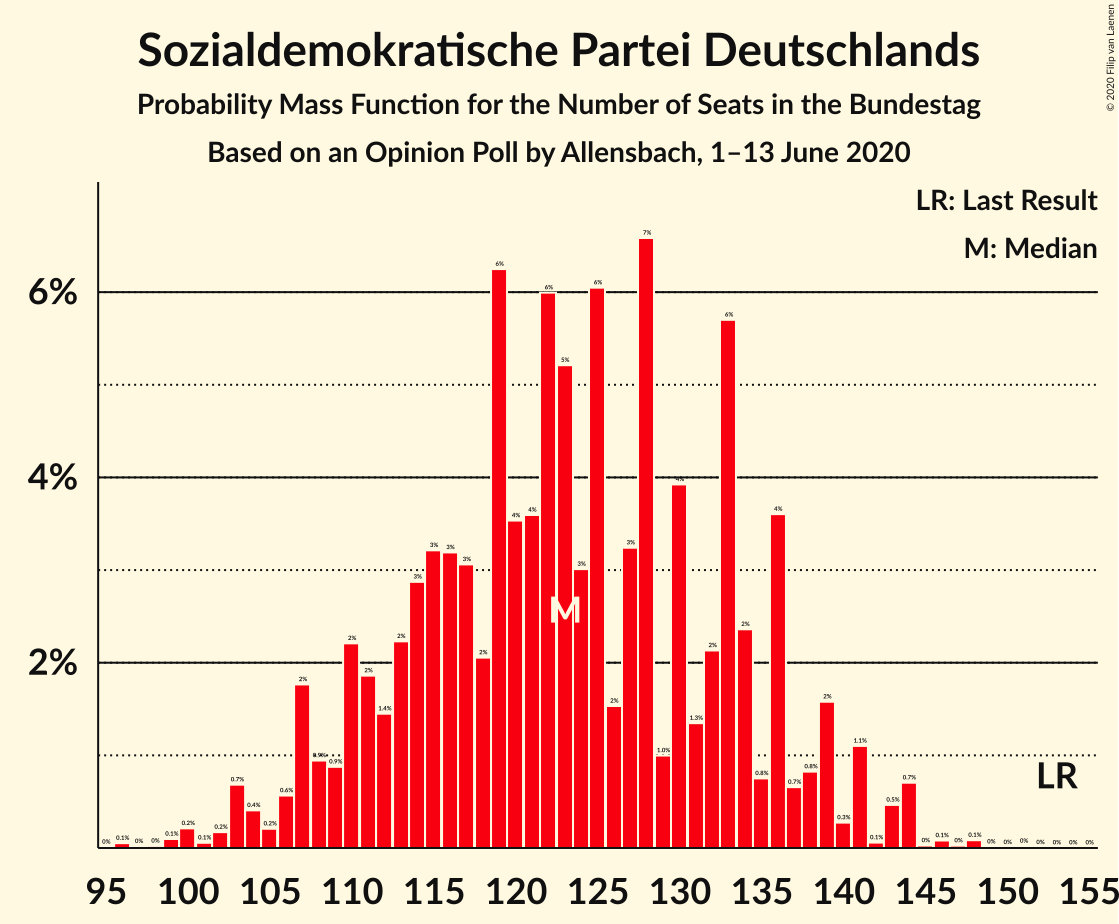 Sozialdemokratische Partei Deutschlands
Probability Mass Function for the Number of Seats in the Bundestag
Based on an Opinion Poll by Allensbach, 1–13 June 2020
© 2020 Filip van Laenen
LR: Last Result
M: Median
6%
4%
2%
0% 0.1% 0% 0% 0.1% 0.2% 0.1% 0.2% 0.7% 0.4% 0.2% 0.6% 2% 0.9% 0.9% 2% 2% 1.4% 2% 3% 3% 3% 3% 2% 6% 4% 4% 6% 5% 3% 6% 2% 3% 7% 1.0% 4% 1.3% 2% 6% 2% 0.8% 4% 0.7% 0.8% 2% 0.3% 1.1% 0.1% 0.5% 0.7% 0% 0.1% 0% 0.1% 0% 0% 0% 0% 0% 0% 0%
M
LR
95 100 105 110 115 120 125 130 135 140 145 150 155